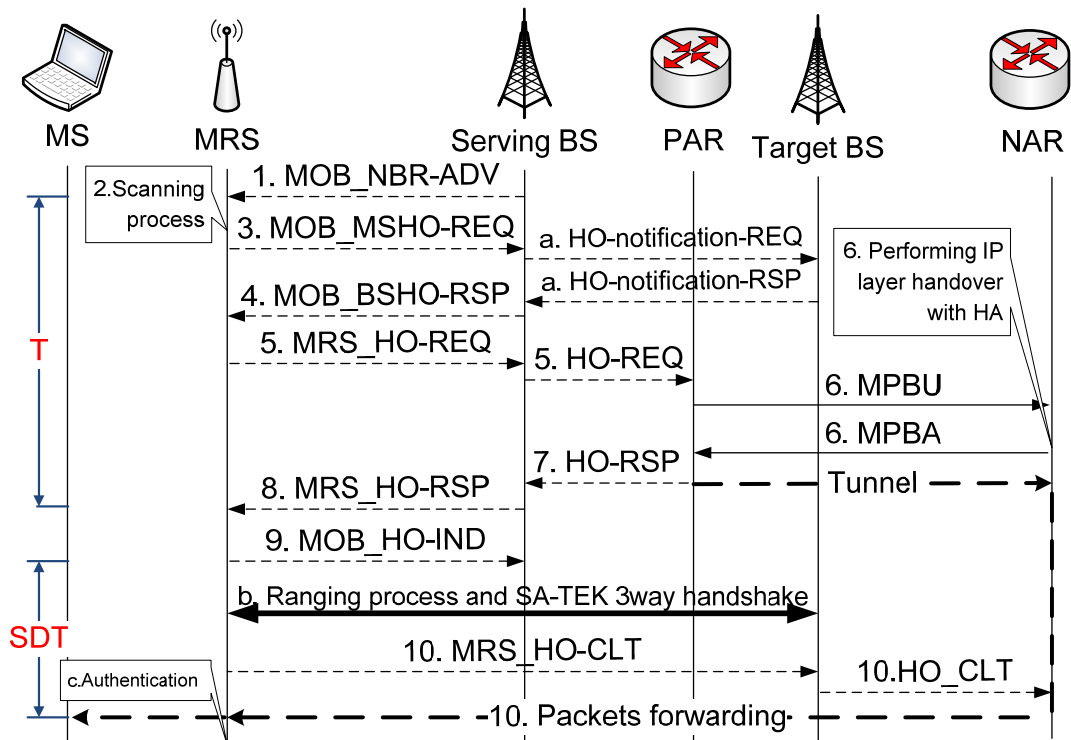 MS
MRS
Serving BS
PAR
Target BS
NAR
1. MOB_NBR-ADV
2.Scanning
process
3. MOB_MSHO-REQ
a. HO-notification-REQ
6. Performing IP
layer handover
with HA
a. HO-notification-RSP
4. MOB_BSHO-RSP
5. MRS_HO-REQ
T
5. HO-REQ
6. MPBU
6. MPBA
7. HO-RSP
Tunnel
8. MRS_HO-RSP
9. MOB_HO-IND
b. Ranging process and SA-TEK 3way handshake
SDT
10. MRS_HO-CLT
c.Authentication
10.HO_CLT
10. Packets forwarding